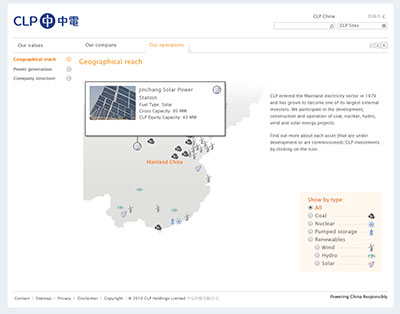 CLP 中電
CLP China
CLP Sites
Our values
Our company
Our operations
Geographical reach
Power generation
Company structure
Geographical reach
Jinchang Solar Power
Station
Fuel Type: Solar
Gross Capacity: 85 MW
CLP Equity Capacity: 43 MW
Mainland China
CLP entered the Mainland electricity sector in 1979
and has grown to become one of its largest external
investors. We participate in the development,
construction and operation of coal, nuclear, hydro,
wind and solar energy projects.
Find out more about each asset (that are under
development or are commissioned) CLP investments
by clicking on the icon.
Show by type:
All
Coal
Nuclear
Pumped storage
Renewables
Wind
Hydro
Solar
Contact | Sitemap | Privacy | Disclaimer | Copyright | © 2010 CLP Holdings Limited
Powering China Responsibly